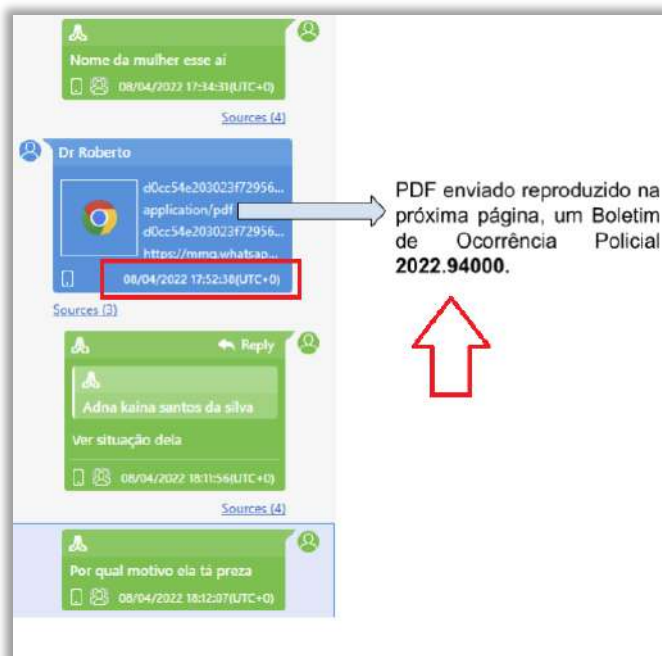 Nome da mulher esse ai
08/04/2022 17:34:31(UTC+0)
Sources (4)
Dr Roberto
d0cc54e203023f72956...
application/pdf
d0cc54e203023f72956...
https://mmg.whatsap...
08/04/2022 17:52:38(UTC+0)
Sources (3)
PDF enviado reproduzido na
próxima página, um Boletim
de Ocorrência Policial
2022.94000.
Reply
Adna kaina santos da silva
Ver situação dela
08/04/2022 18:11:56(UTC+0)
Sources (4)
Por qual motivo ela tá preza
08/04/2022 18:12:07(UTC+0)